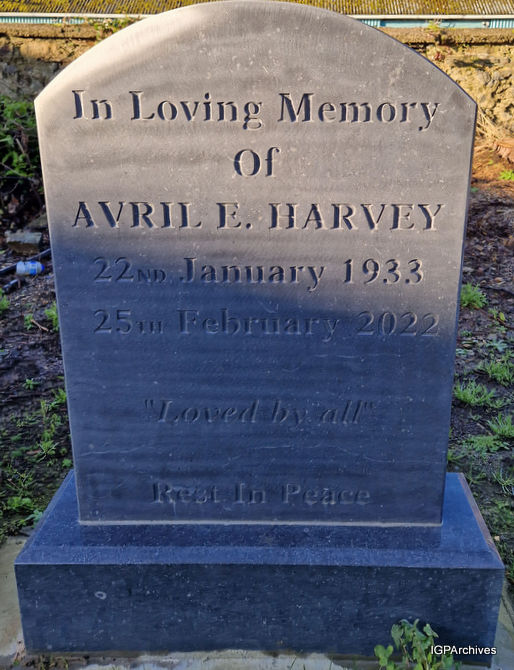 In Loving Memory
Of
AVRIL E. HARVEY
22ND January 1933
25TH February 2022
"Loved by all"
Rest In Peace
IGPArchives